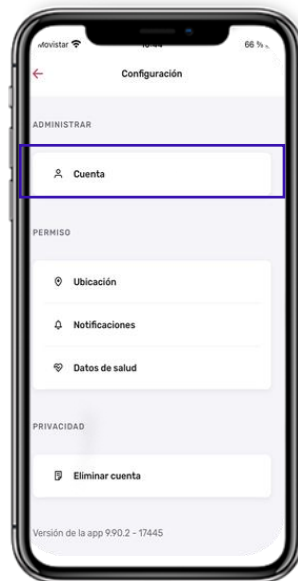 Movistar 66 %
Configuración
ADMINISTRAR
Cuenta
PERMISO
Ubicación
Notificaciones
Datos de salud
PRIVACIDAD
Eliminar cuenta
Versión de la app 9.90.2 - 17445